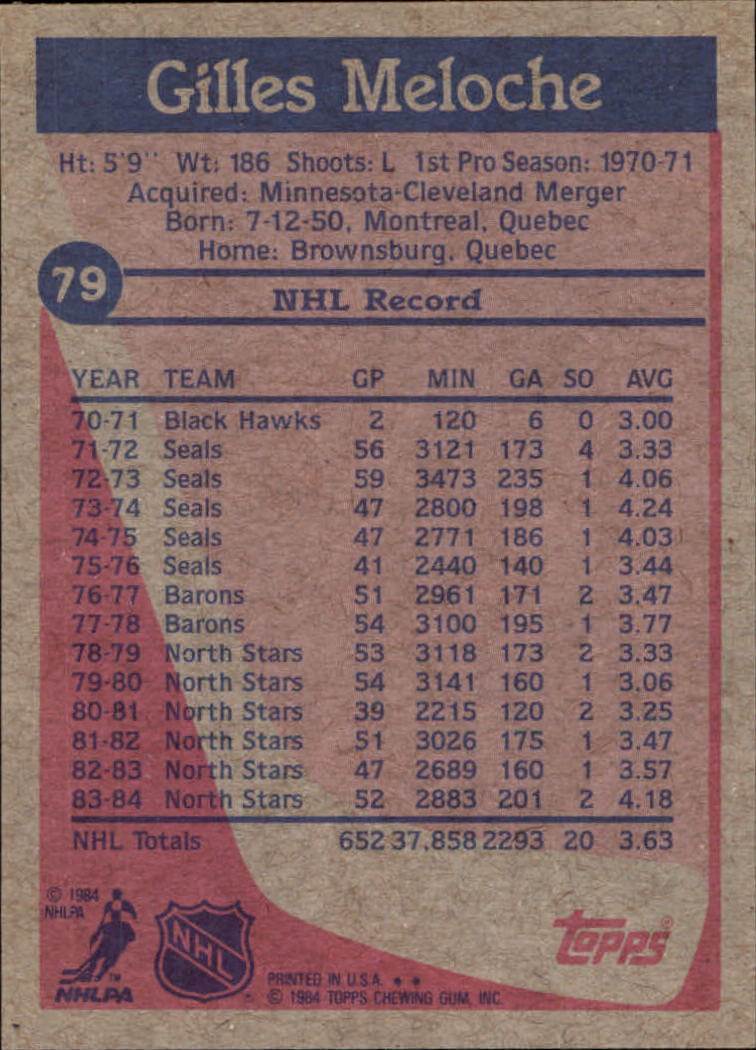 Gilles Meloche
Ht: 5'9" Wt: 186 Shoots: L 1st Pro Season: 1970-71
Acquired: Minnesota-Cleveland Merger
Born: 7-12-50, Montreal, Quebec
Home: Brownsburg, Quebec
79
NHL Record
YEAR TEAM GP MIN GA SO AVG
70-71 Black Hawks 2 120 6 0 3.00
71-72 Seals 56 3121 173 4 3.33
72-73 Seals 59 3473 235 1 4.06
73-74 Seals 47 2800 198 1 4.24
74-75 Seals 47 2771 186 1 4.03
75-76 Seals 41 2440 140 1 3.44
76-77 Barons 51 2961 171 2 3.47
77-78 Barons 54 3100 195 1 3.77
78-79 North Stars 53 3118 173 2 3.33
79-80 North Stars 54 3141 160 1 3.06
80-81 North Stars 39 2215 120 2 3.25
81-82 North Stars 51 3026 175 1 3.47
82-83 North Stars 47 2689 160 1 3.57
83-84 North Stars 52 2883 201 2 4.18
NHL Totals 652 37,858 2293 20 3.63
© 1984
NHLPA
TM
NHLPA
NHL
®
topps®
PRINTED IN U.S.A. * *
© 1984 TOPPS CHEWING GUM, INC.